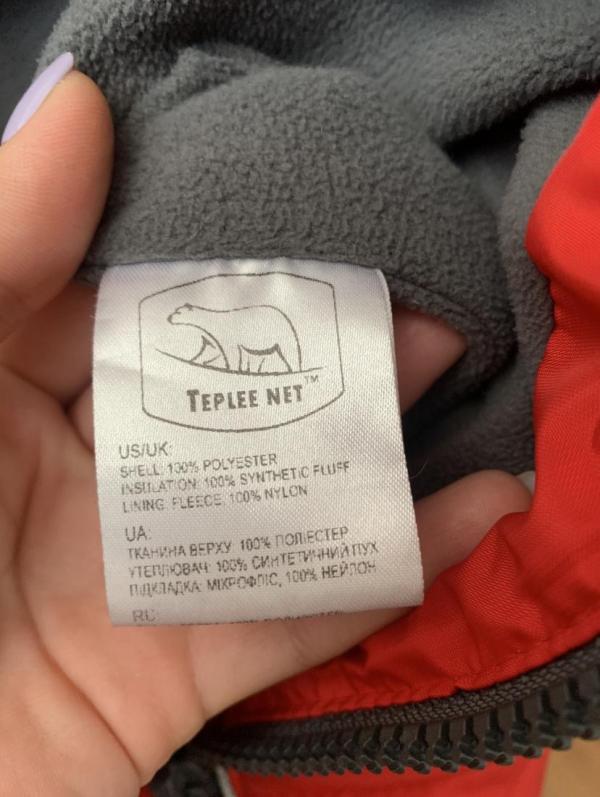 TEPLEE NET™
US/UK:
SHELL: 100% POLYESTER
INSULATION: 100% SYNTHETIC FLUFF
LINING: FLEECE, 100% NYLON
UA:
ТКАНИНА ВЕРХУ: 100% ПОЛІЕСТЕР
УТЕПЛЮВАЧ: 100% СИНТЕТИЧНИЙ ПУХ
ПІДКЛАДКА: МІКРОФЛІС, 100% НЕЙЛОН
RU: